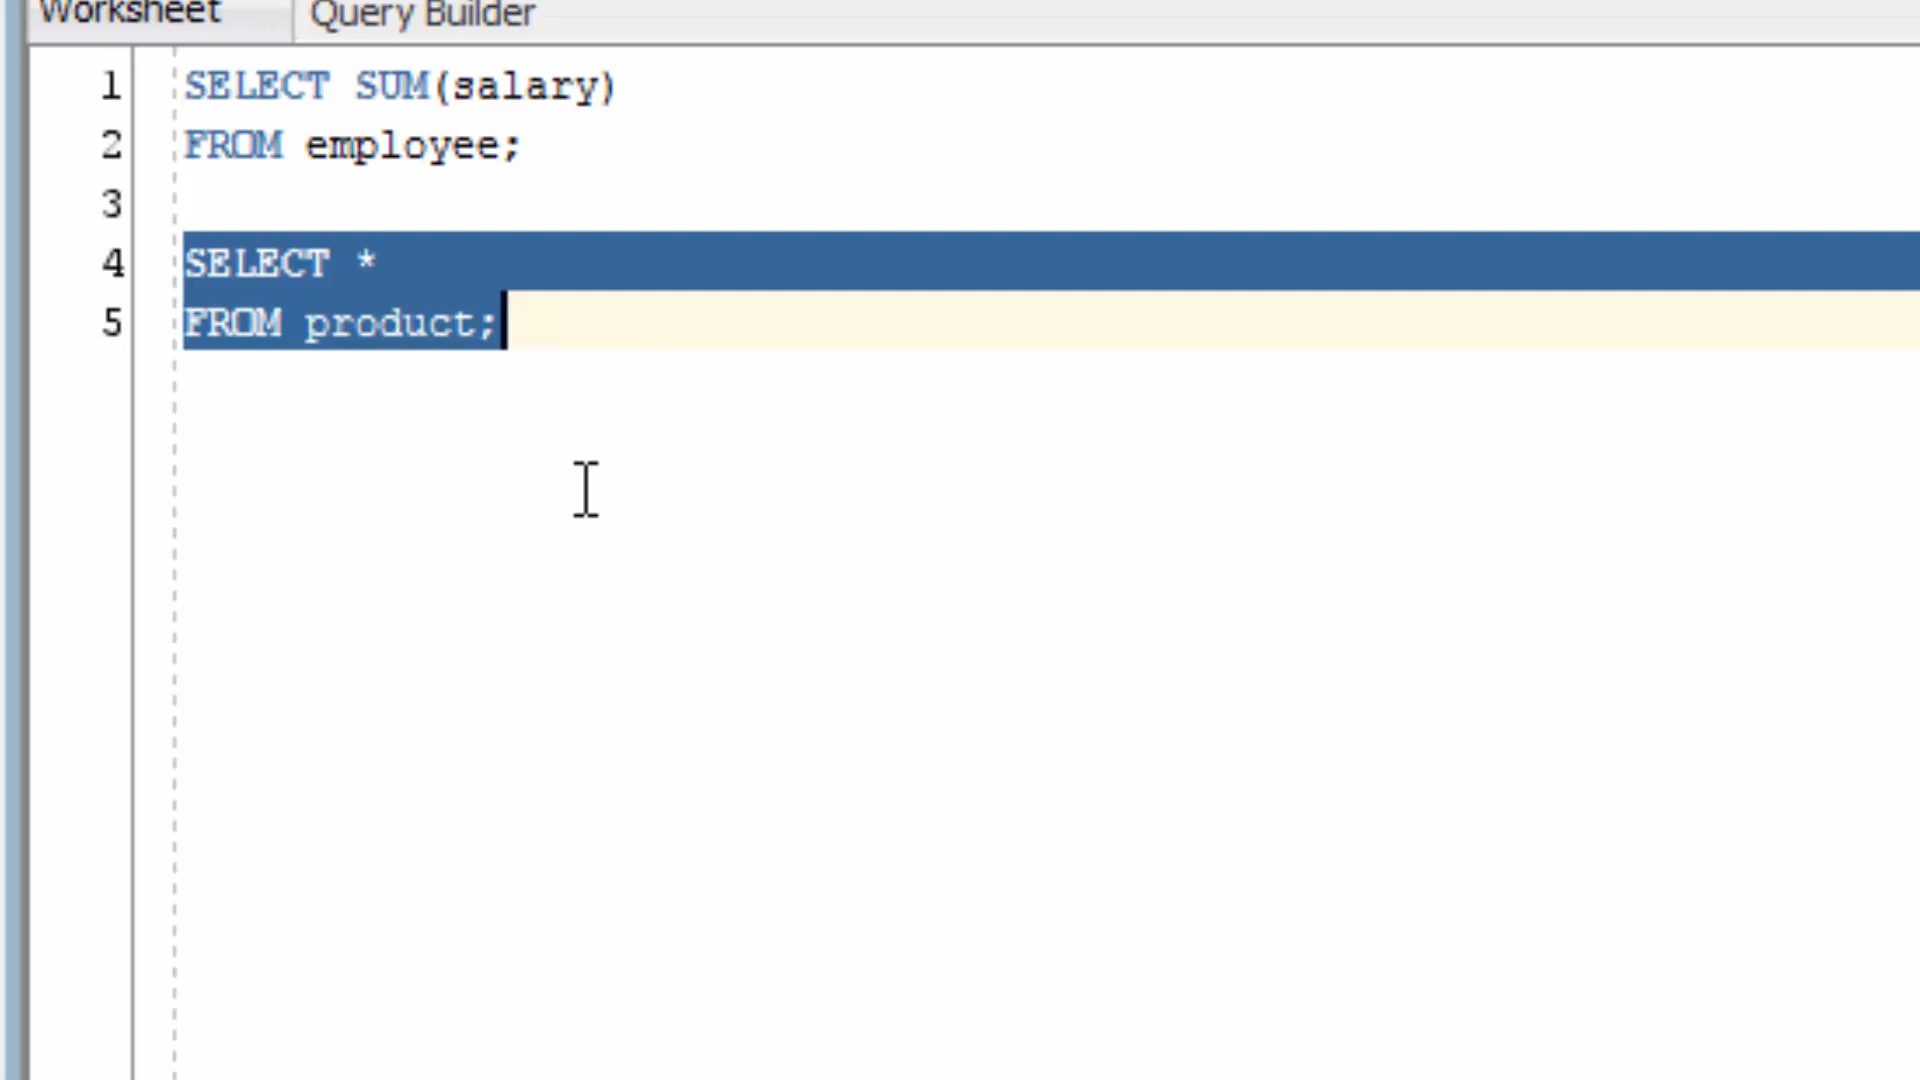 Worksheet Query Builder
1 SELECT SUM(salary)
2 FROM employee;
3
4 SELECT *
5 FROM product;